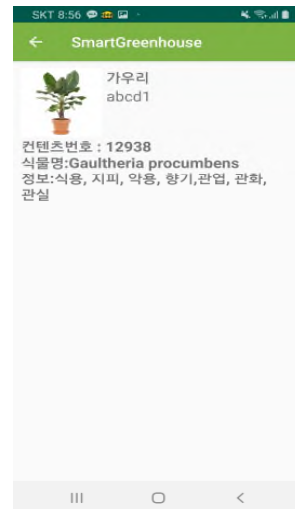 SKT 8:56
← SmartGreenhouse
가우리
abcd1
컨텐츠번호 : 12938
식물명:Gaultheria procumbens
정보:식용, 지피, 약용, 향기,관엽, 관화,
관실